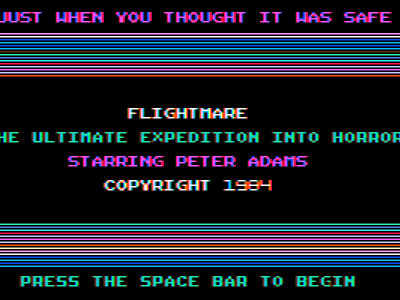 JUST WHEN YOU THOUGHT IT WAS SAFE
FLIGHTMARE
HE ULTIMATE EXPEDITION INTO HORROR
STARRING PETER ADAMS
COPYRIGHT 1984
PRESS THE SPACE BAR TO BEGIN